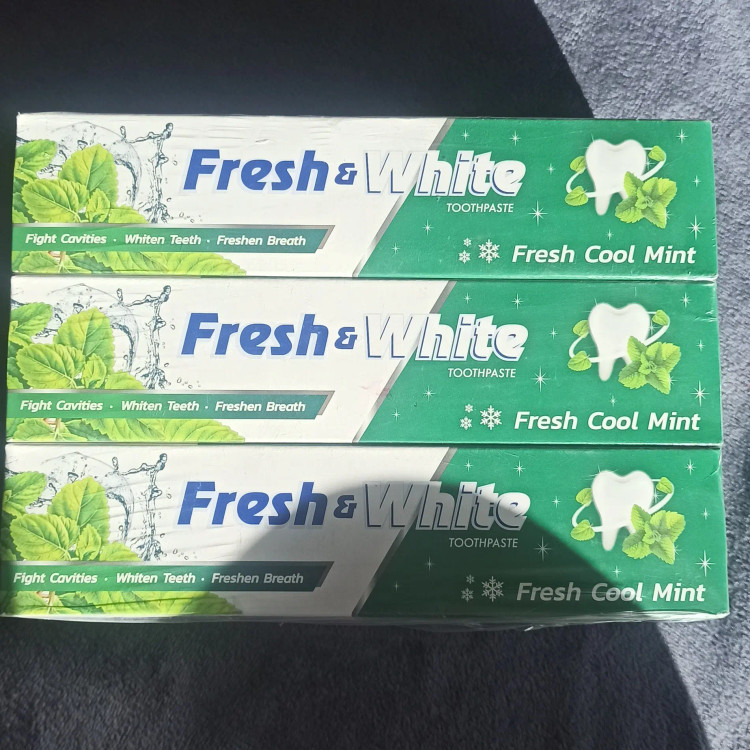 Fresh & White
TOOTHPASTE
Fight Cavities · Whiten Teeth · Freshen Breath
Fresh Cool Mint
Fresh & White
TOOTHPASTE
Fight Cavities · Whiten Teeth · Freshen Breath
Fresh Cool Mint
Fresh & White
TOOTHPASTE
Fight Cavities · Whiten Teeth · Freshen Breath
Fresh Cool Mint